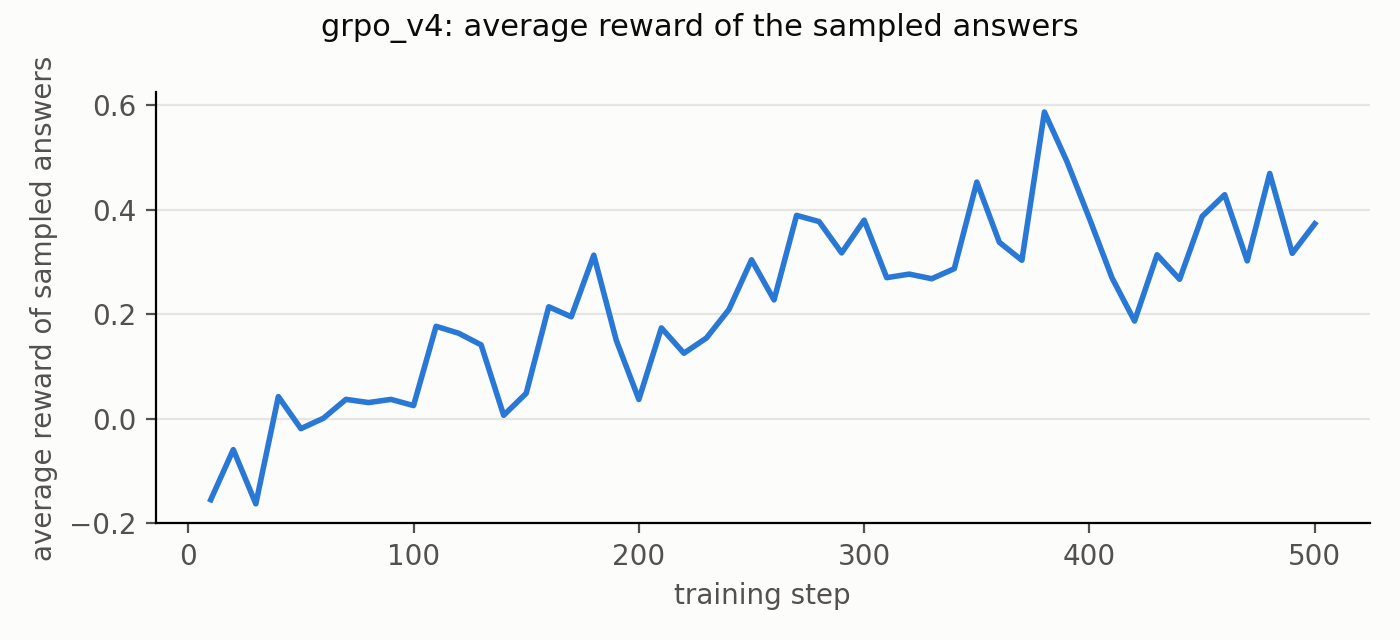 grpo_v4: average reward of the sampled answers
average reward of sampled answers
0.6
0.4
0.2
0.0
−0.2
0 100 200 300 400 500
training step